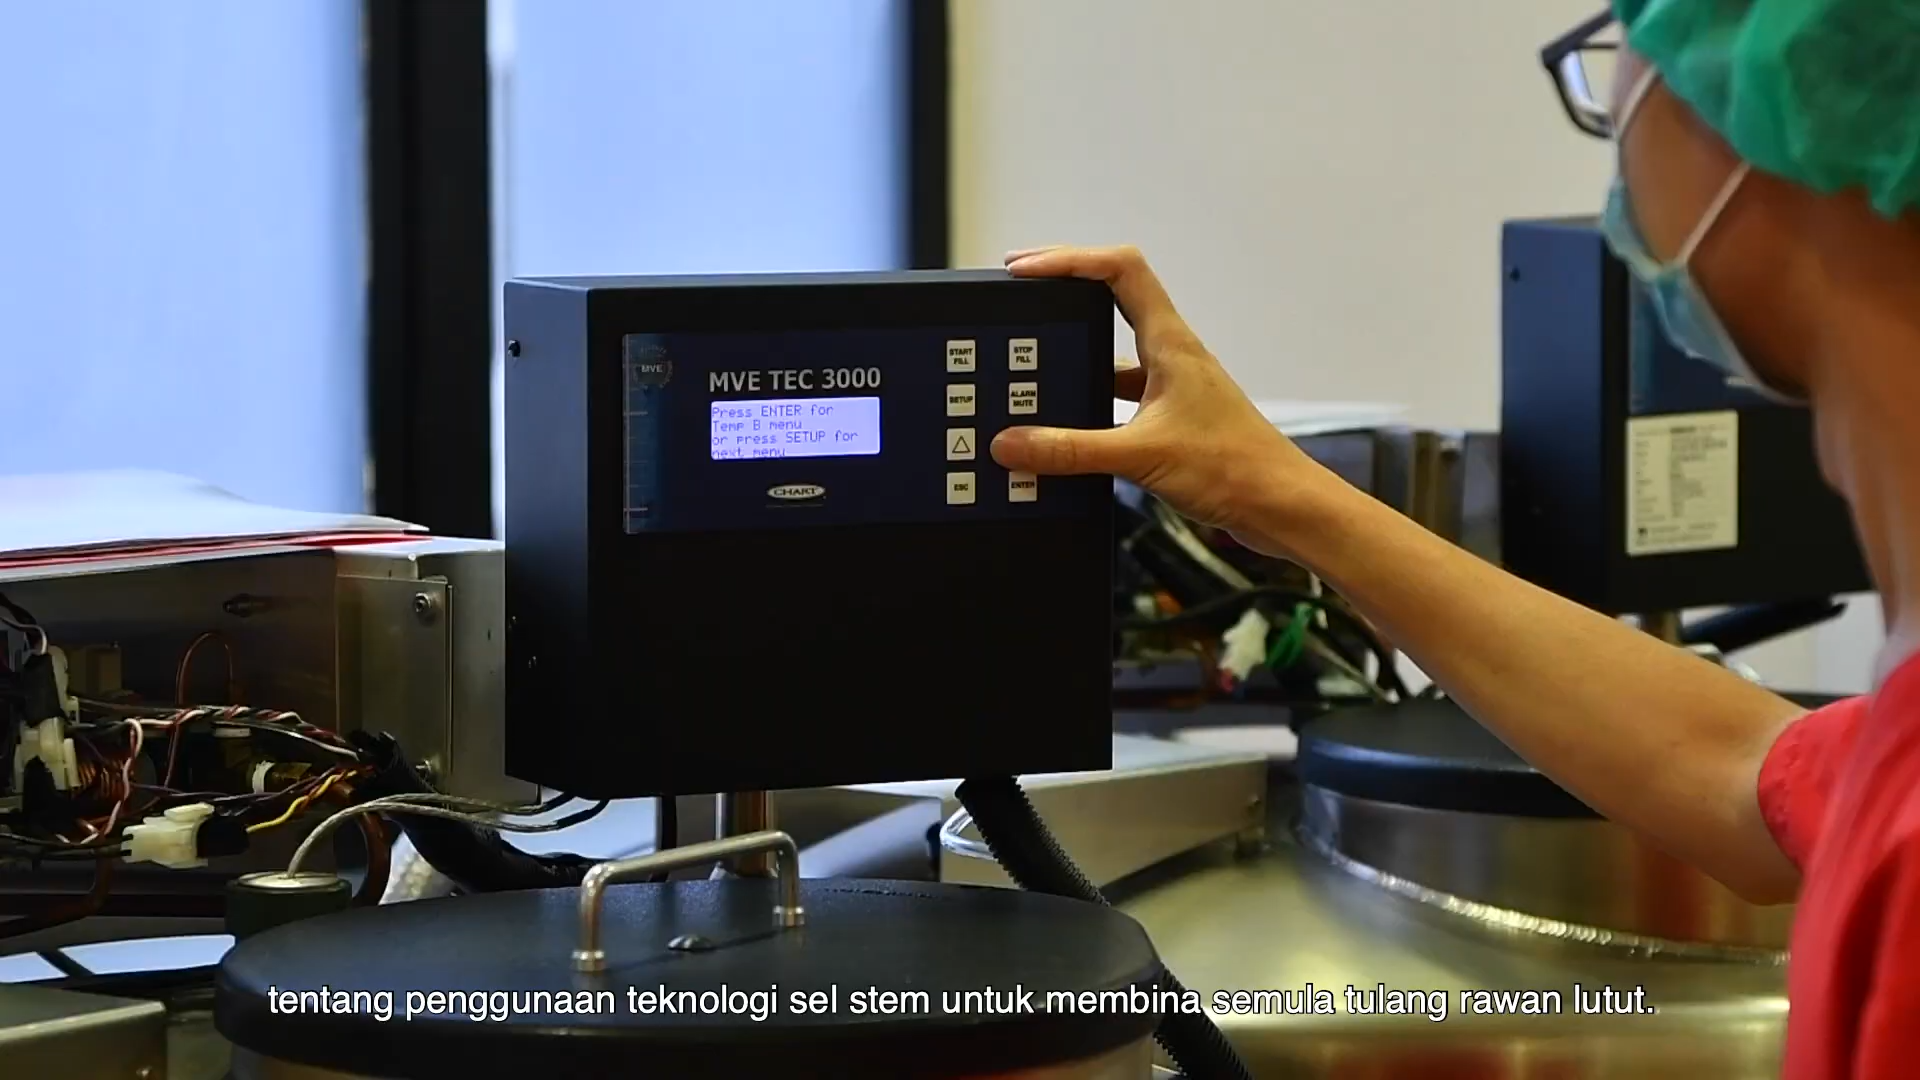 MVE
MVE TEC 3000
Press ENTER for
Temp B menu
or press SETUP for
next menu
CHART
START FILL
STOP FILL
SETUP
ALARM MUTE
ESC
ENTER
tentang penggunaan teknologi sel stem untuk membina semula tulang rawan lutut.